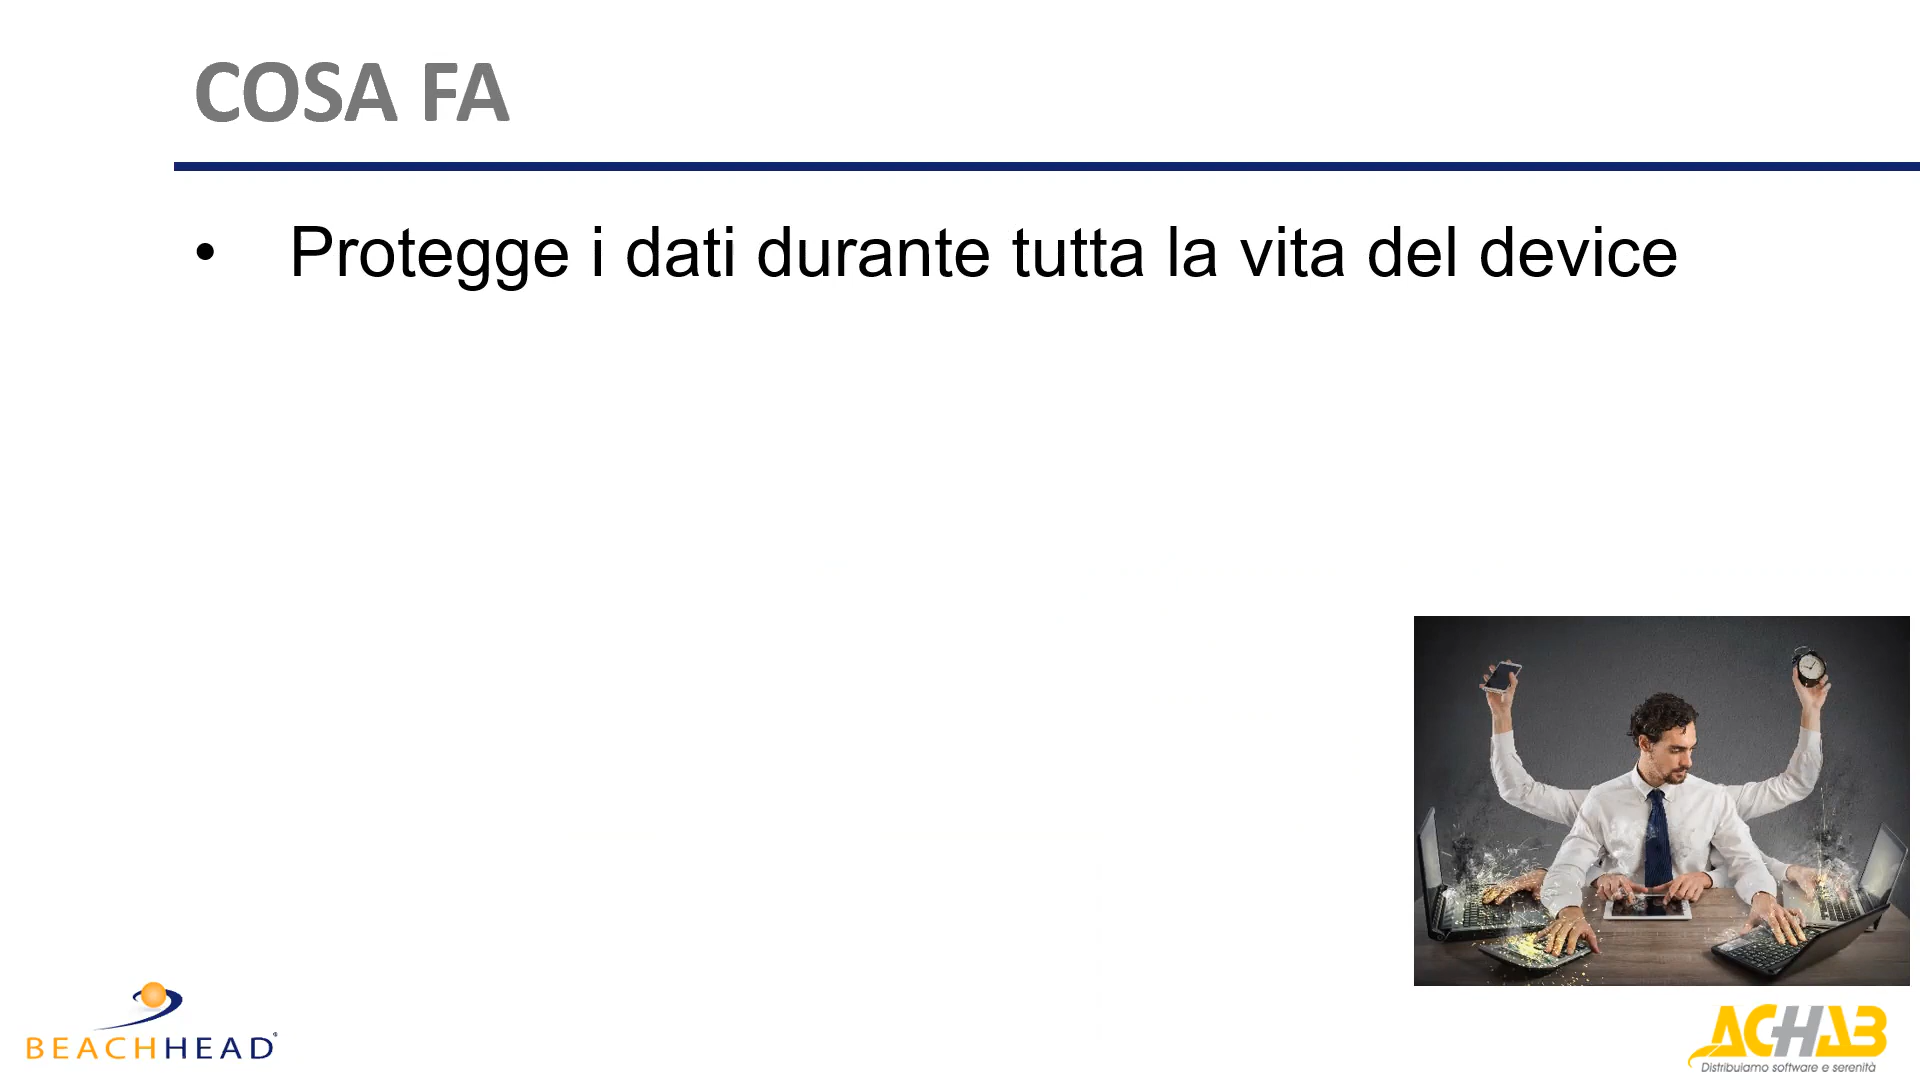 COSA FA
• Protegge i dati durante tutta la vita del device
BEACHHEAD®
ACHAB
Distribuiamo software e serenità